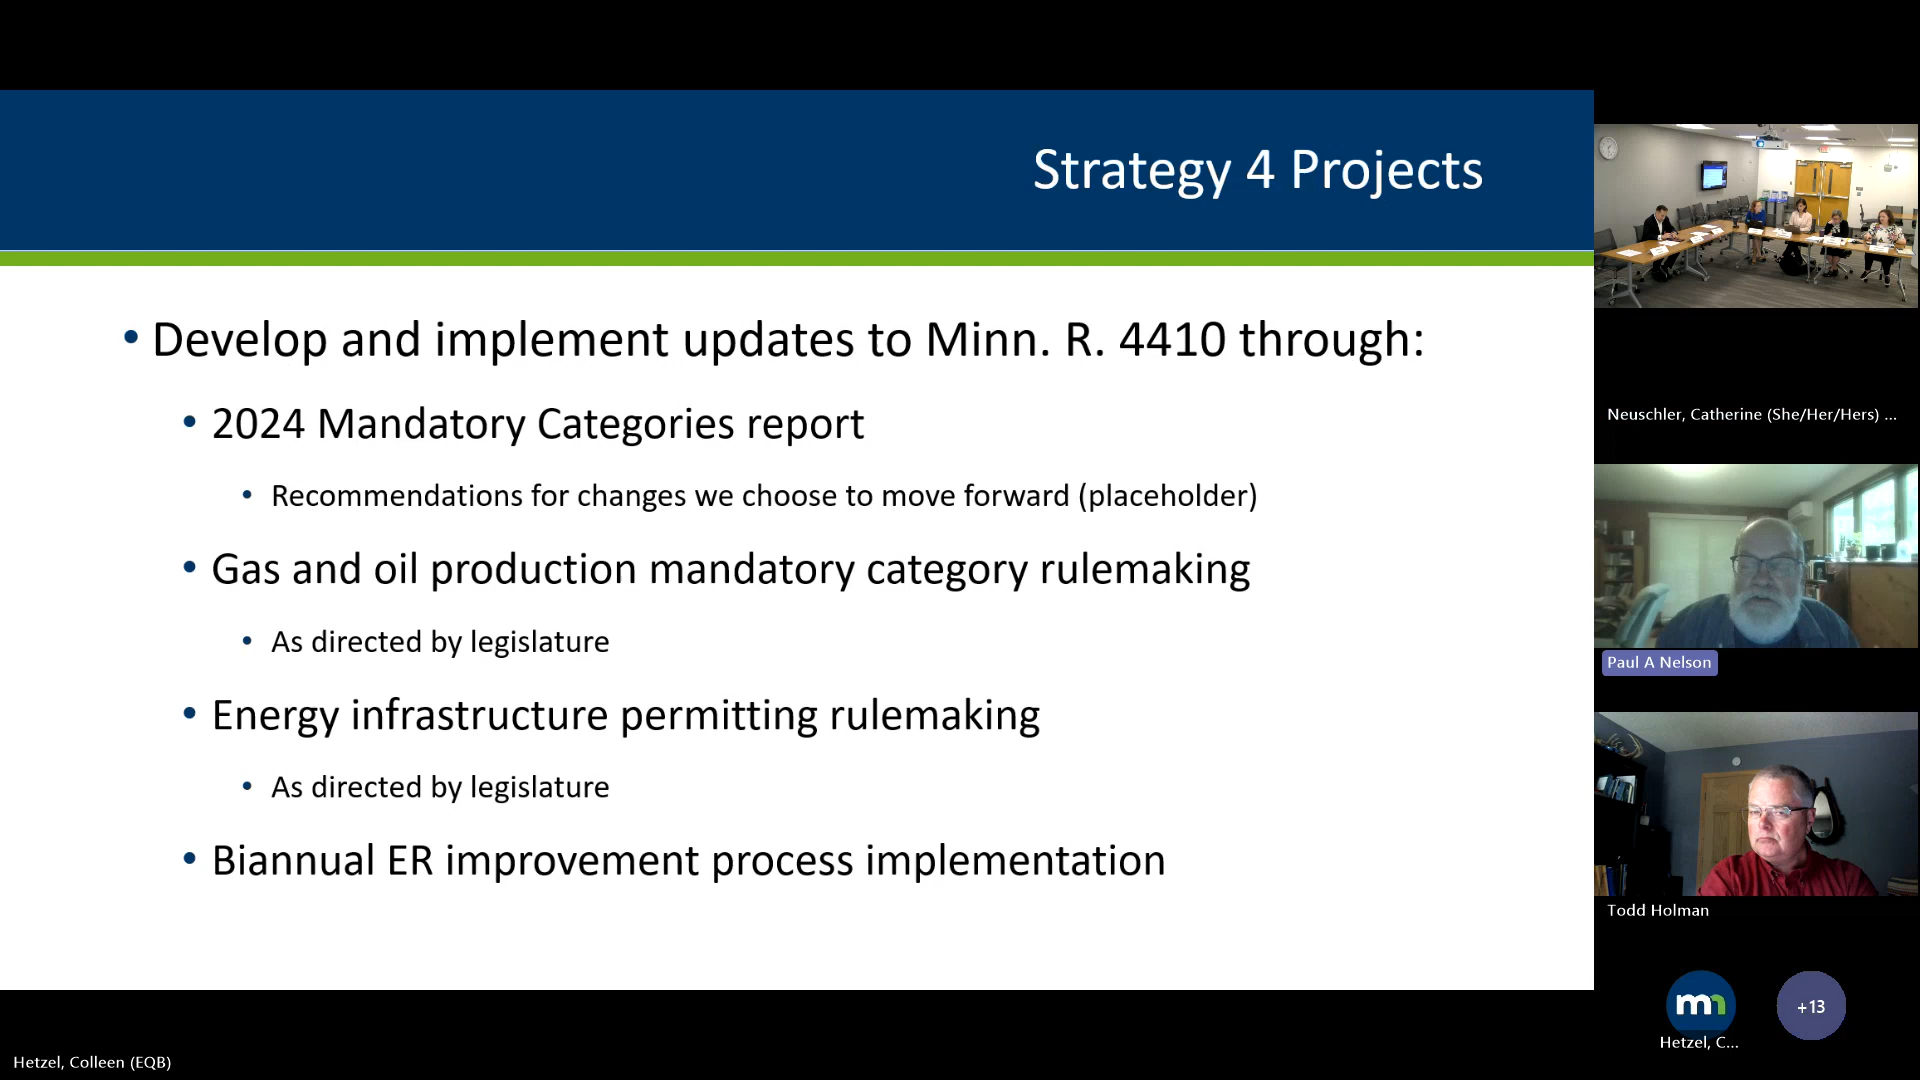 Strategy 4 Projects
• Develop and implement updates to Minn. R. 4410 through:
• 2024 Mandatory Categories report
• Recommendations for changes we choose to move forward (placeholder)
• Gas and oil production mandatory category rulemaking
• As directed by legislature
• Energy infrastructure permitting rulemaking
• As directed by legislature
• Biannual ER improvement process implementation
Neuschler, Catherine (She/Her/Hers) ...
Paul A Nelson
Todd Holman
mn
+13
Hetzel, C...
Hetzel, Colleen (EQB)